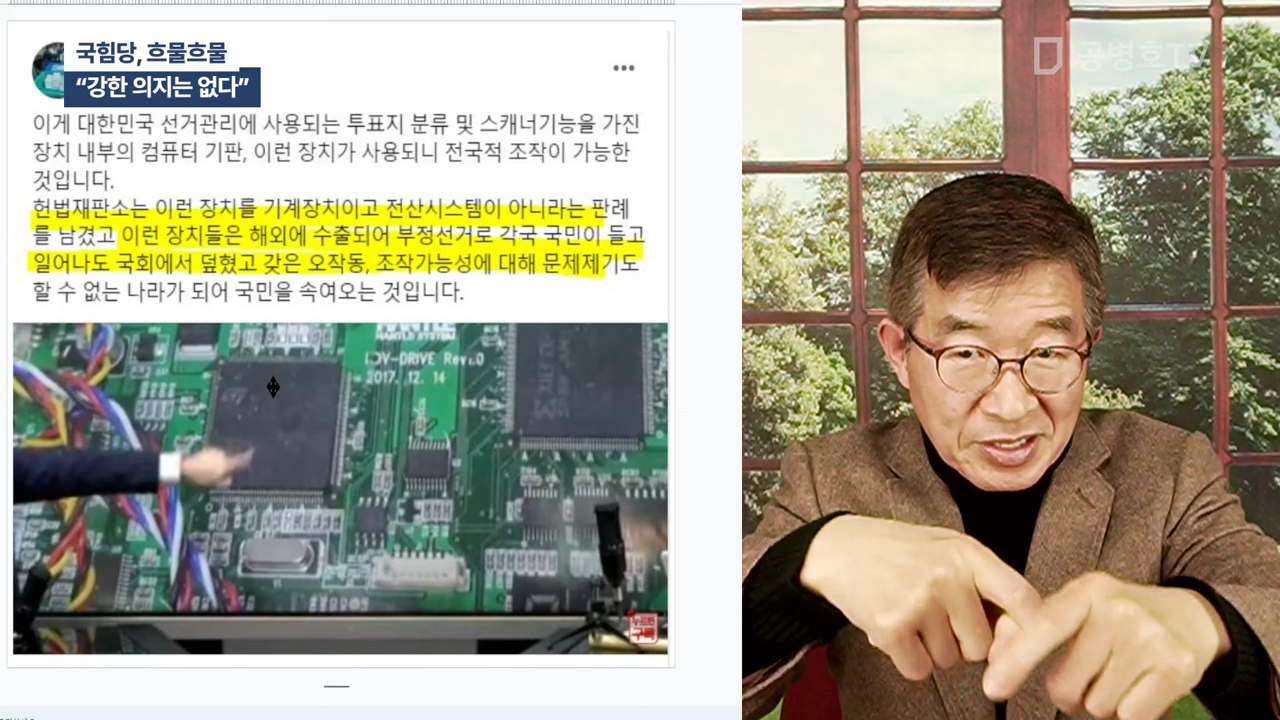 국힘당, 흐물흐물
“강한 의지는 없다”
이게 대한민국 선거관리에 사용되는 투표지 분류 및 스캐너기능을 가진
장치 내부의 컴퓨터 기판, 이런 장치가 사용되니 전국적 조작이 가능한
것입니다.
헌법재판소는 이런 장치를 기계장치이고 전산시스템이 아니라는 판례
를 남겼고 이런 장치들은 해외에 수출되어 부정선거로 각국 국민이 들고
일어나도 국회에서 덮혔고 갖은 오작동, 조작가능성에 대해 문제제기도
할 수 없는 나라가 되어 국민을 속여오는 것입니다.
DV-DRIVE Rev1.0
2017. 12. 14
구독
공병호TV